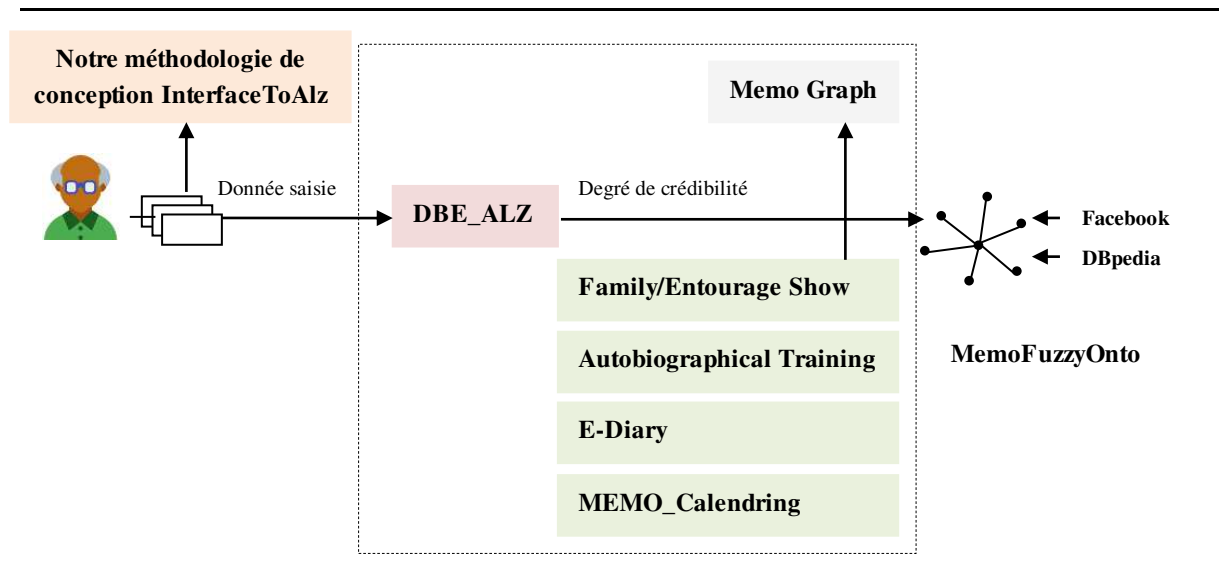 Notre méthodologie de
conception InterfaceToAlz
Memo Graph
Donnée saisie
DBE_ALZ
Degré de crédibilité
Facebook
DBpedia
Family/Entourage Show
Autobiographical Training
MemoFuzzyOnto
E-Diary
MEMO_Calendring